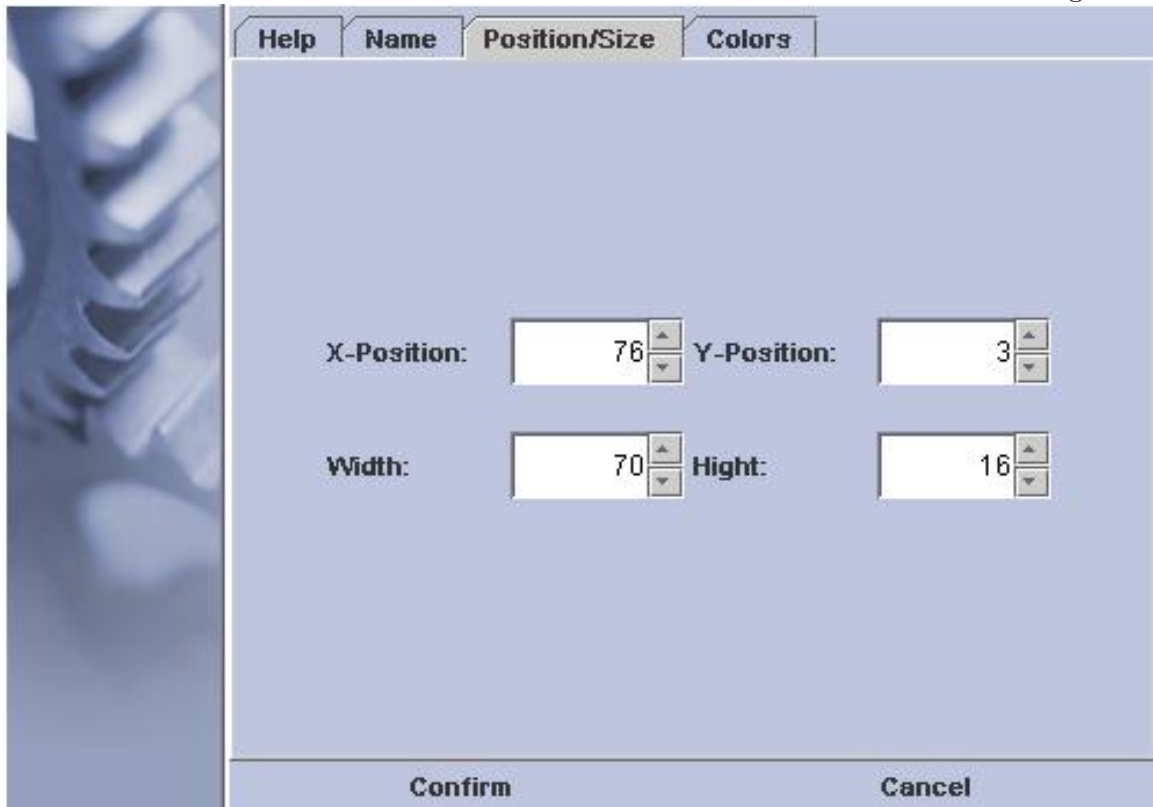 Help Name Position/Size Colors
X-Position: 76 Y-Position: 3
Width: 70 Hight: 16
Confirm Cancel